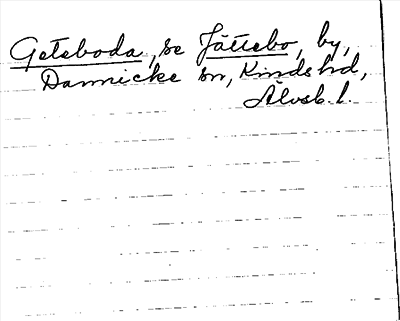 Geteboda, se Jättebo, by,
Dannicke sn, Kinds hd,
Älvsb. l.